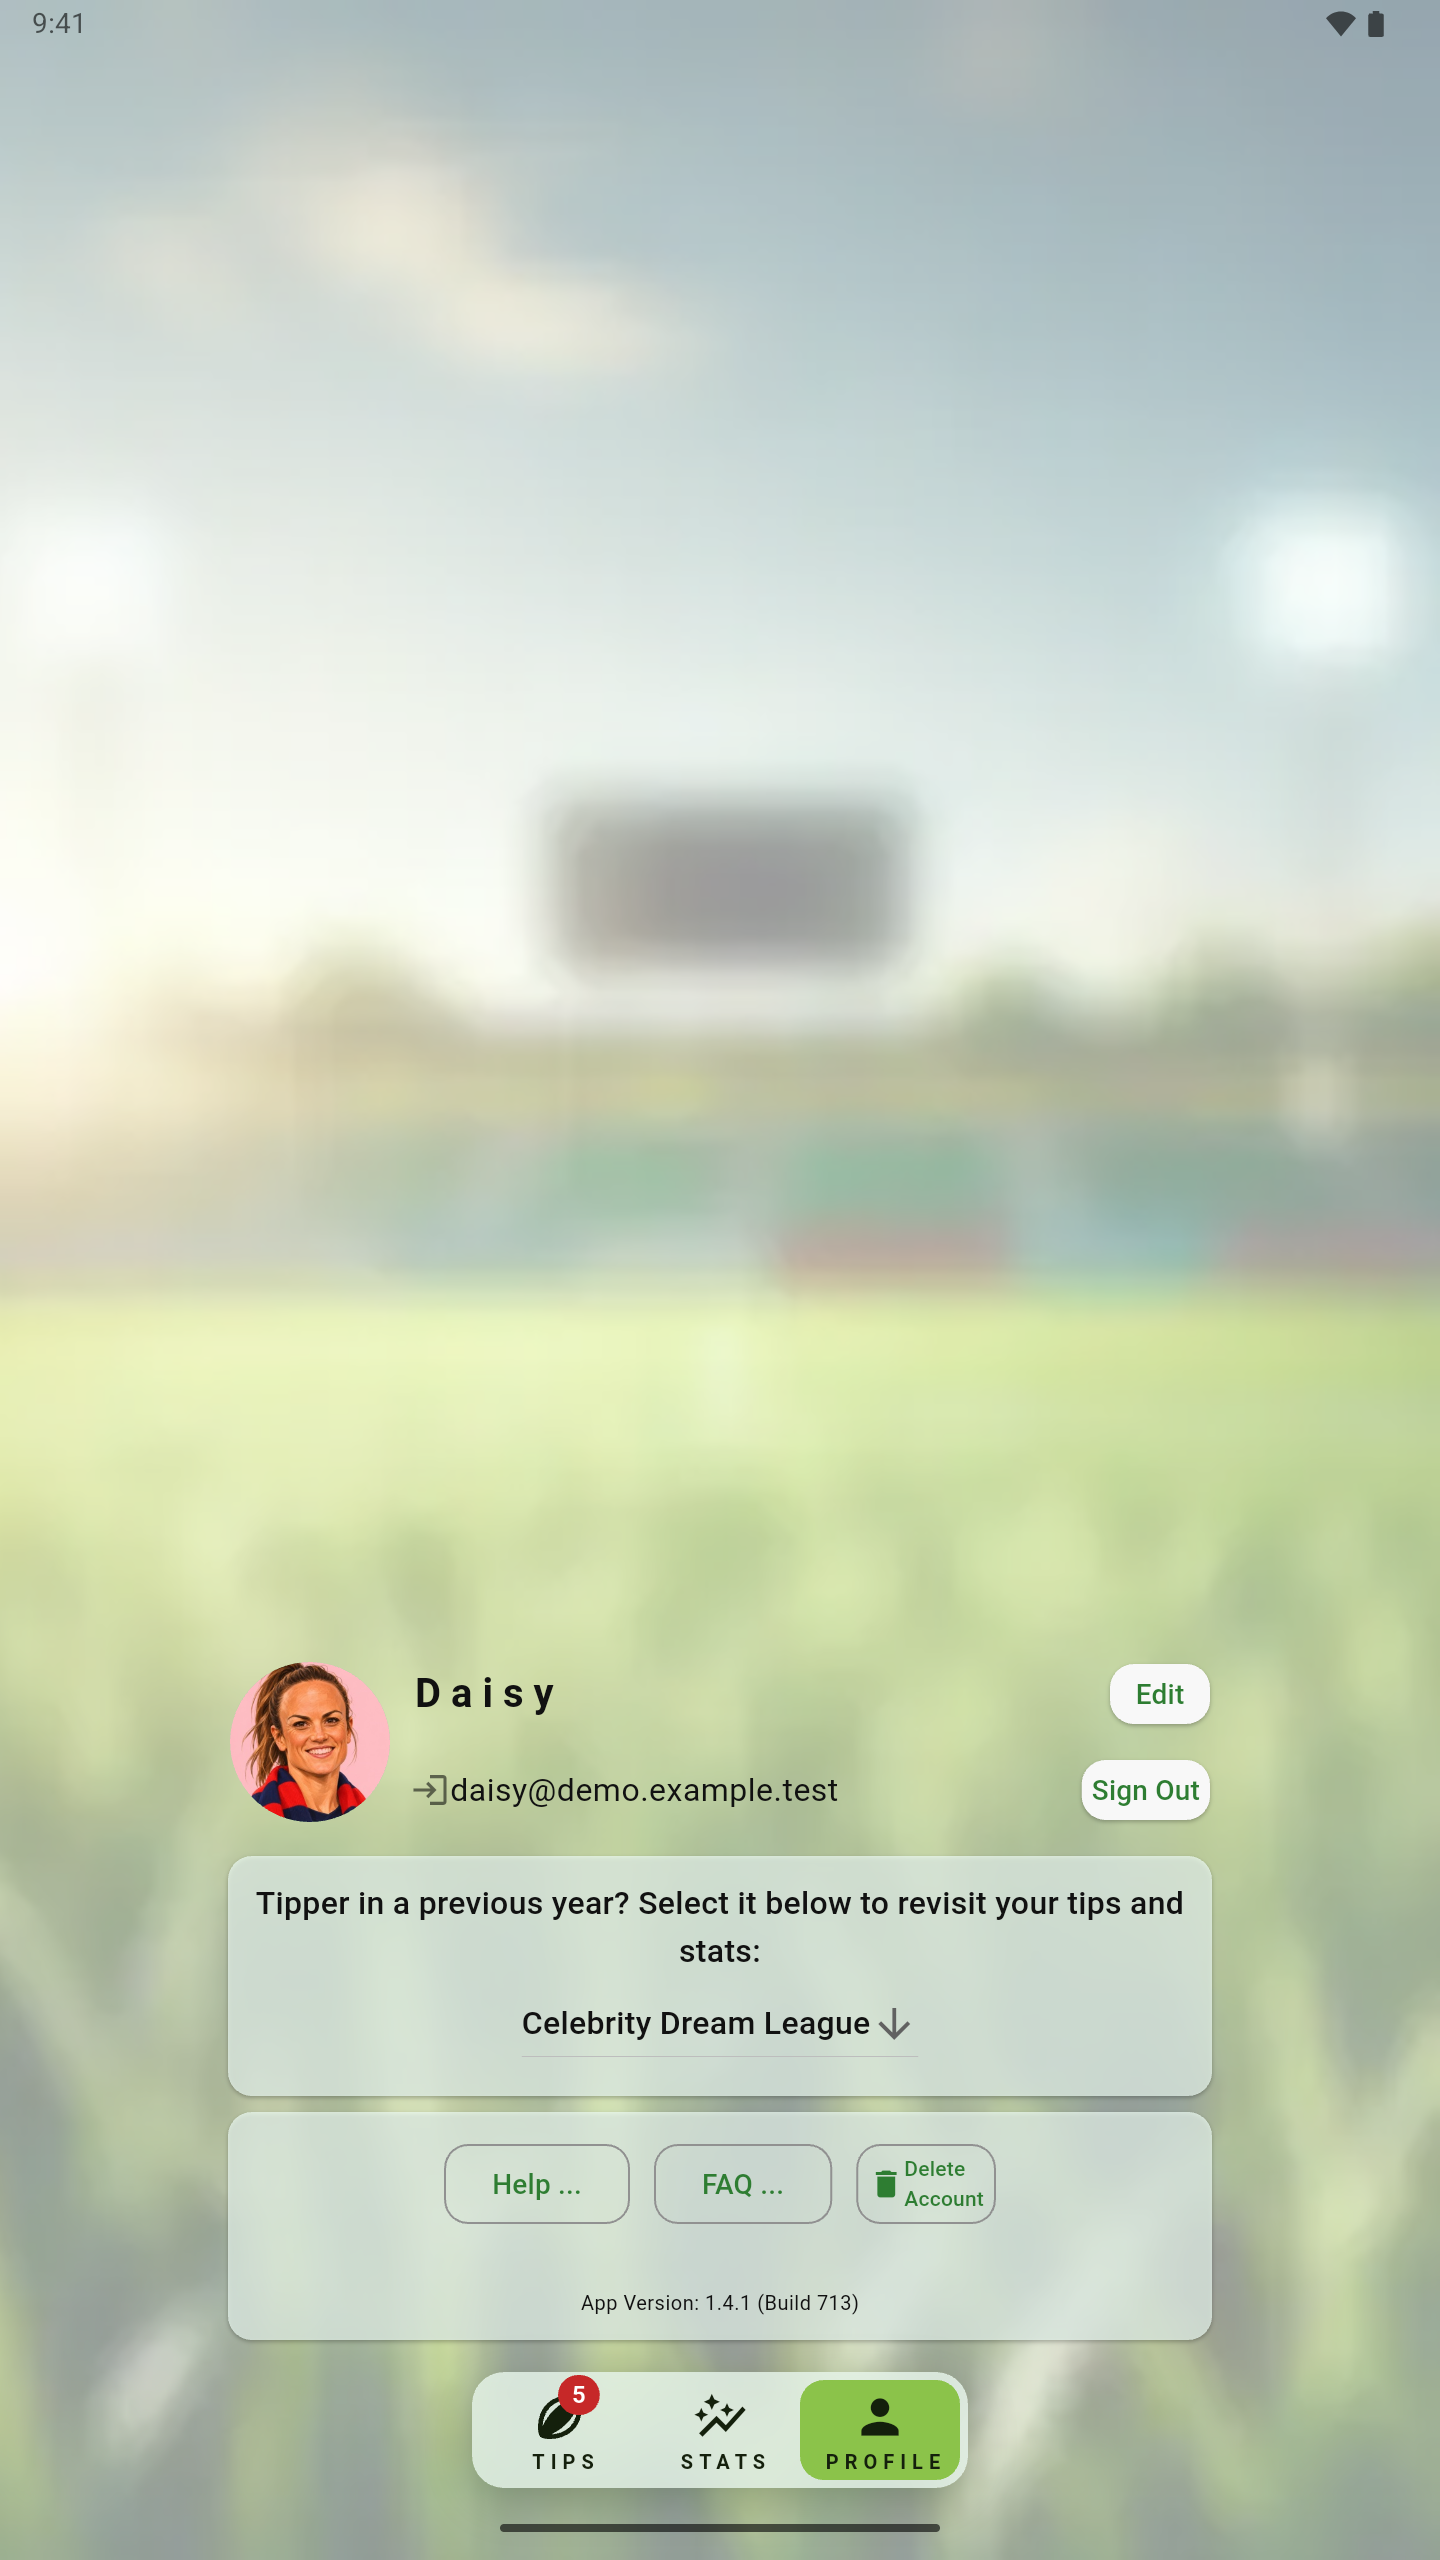 9:41
Daisy
Edit
daisy@demo.example.test
Sign Out
Tipper in a previous year? Select it below to revisit your tips and
stats:
Celebrity Dream League
Help ...
FAQ ...
Delete
Account
App Version: 1.4.1 (Build 713)
5
TIPS
STATS
PROFILE